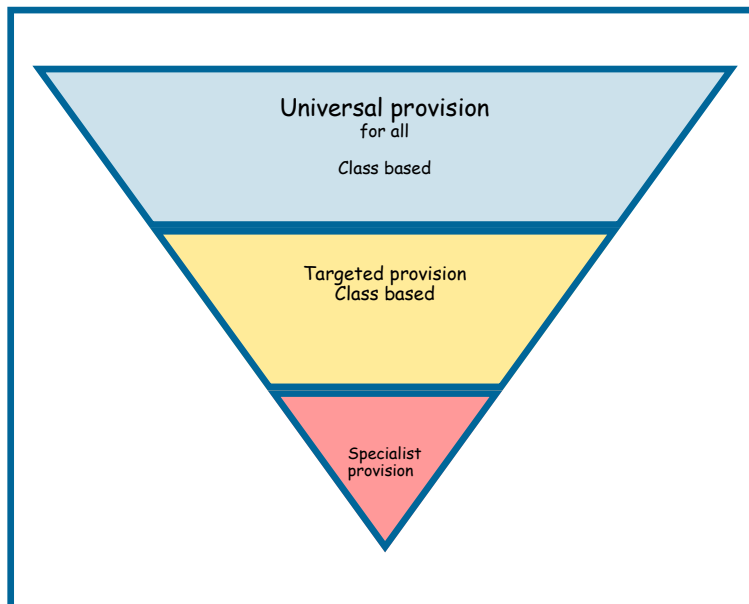 Universal provision
for all
Class based
Targeted provision
Class based
Specialist
provision